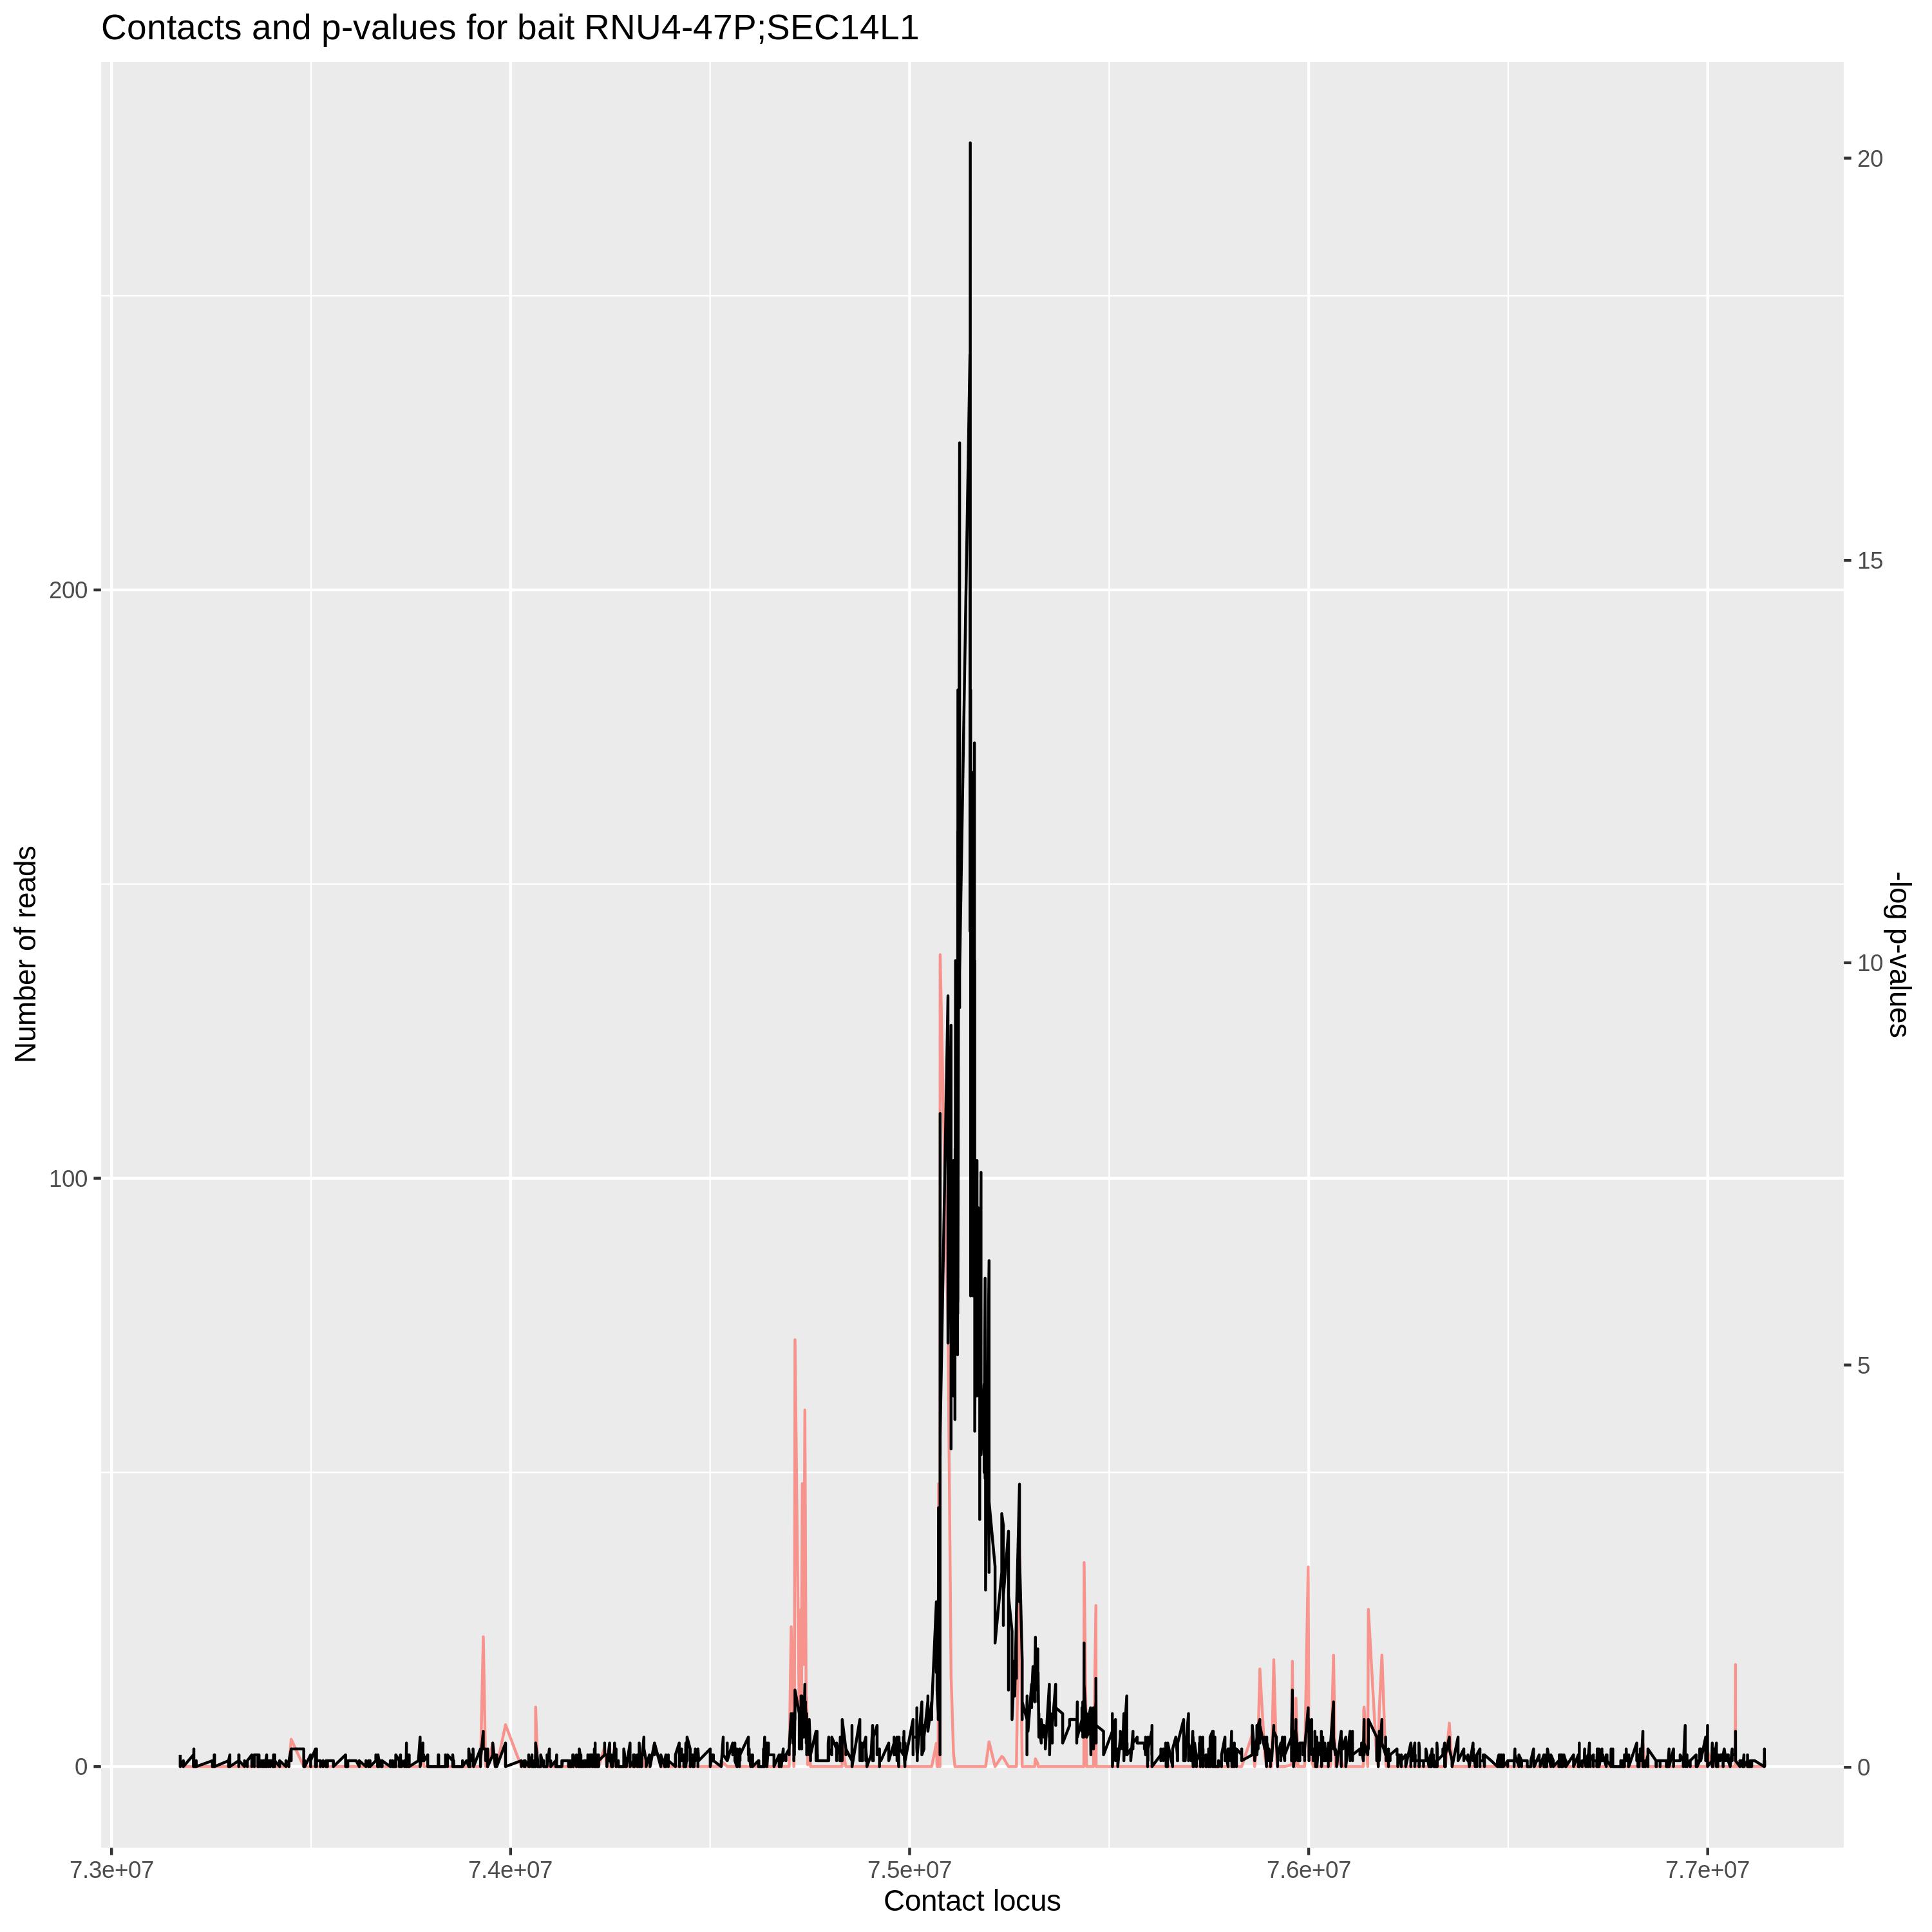 Contacts and p-values for bait RNU4-47P;SEC14L1
Number of reads
200
100
0
20
15
10
5
0
-log p-values
7.3e+07 7.4e+07 7.5e+07 7.6e+07 7.7e+07
Contact locus